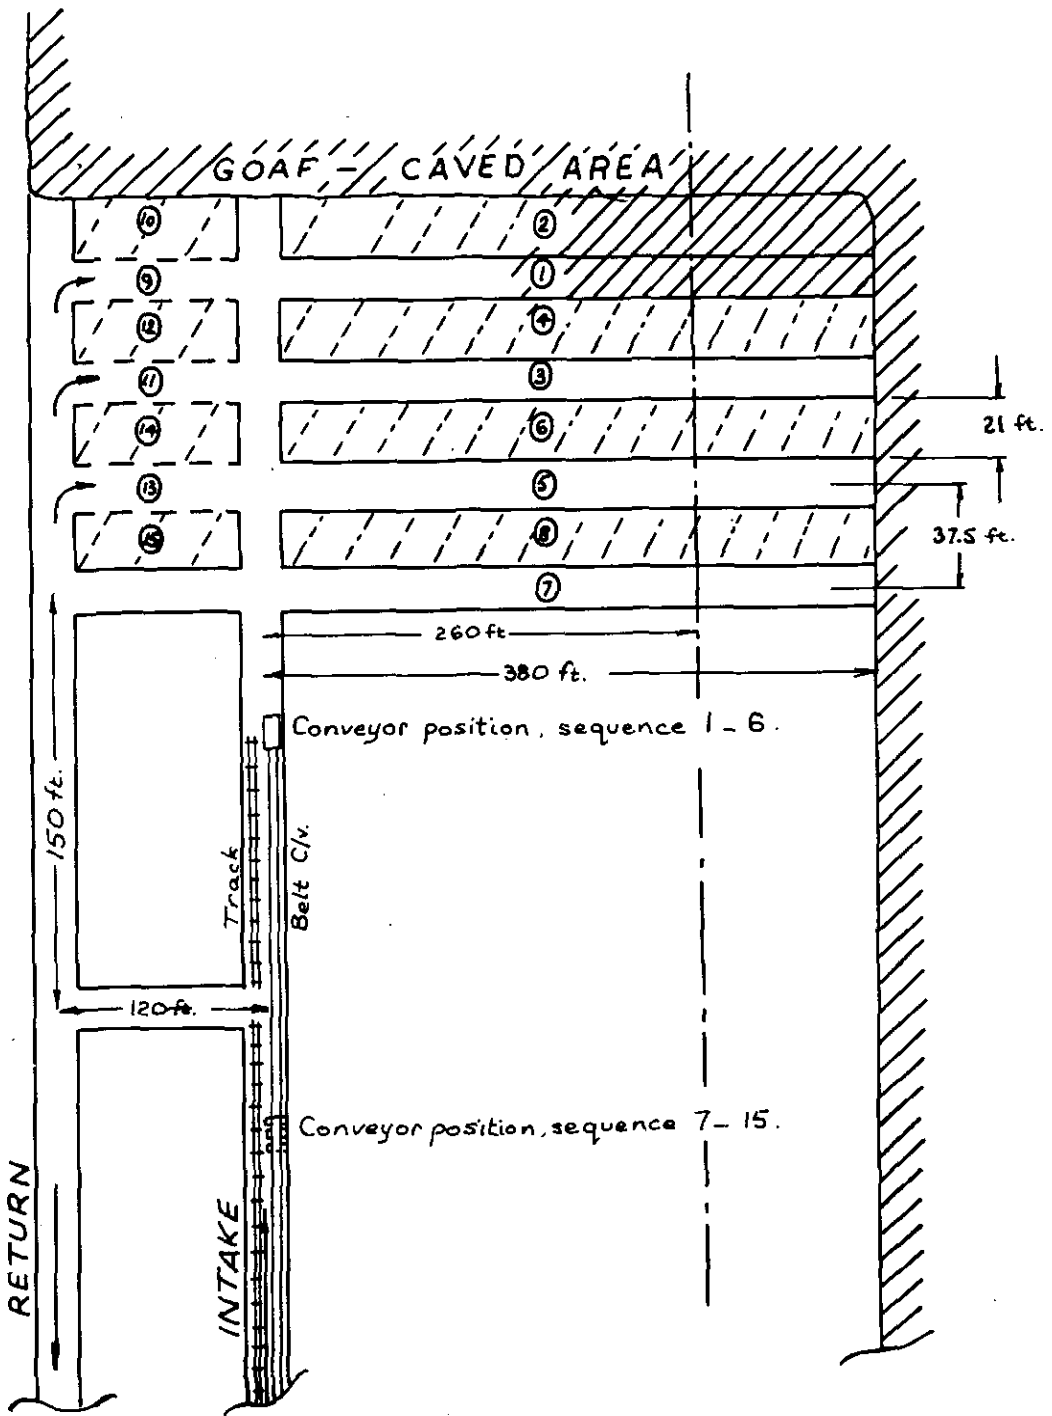 GOAF - CAVED AREA
10
2
9
1
12
4
11
3
14
6
21 ft.
13
5
15
8
37.5 ft.
7
260 ft
380 ft.
Conveyor position, sequence 1 - 6.
150 ft.
Track
Belt C/v.
120 ft.
Conveyor position, sequence 7 - 15.
RETURN
INTAKE